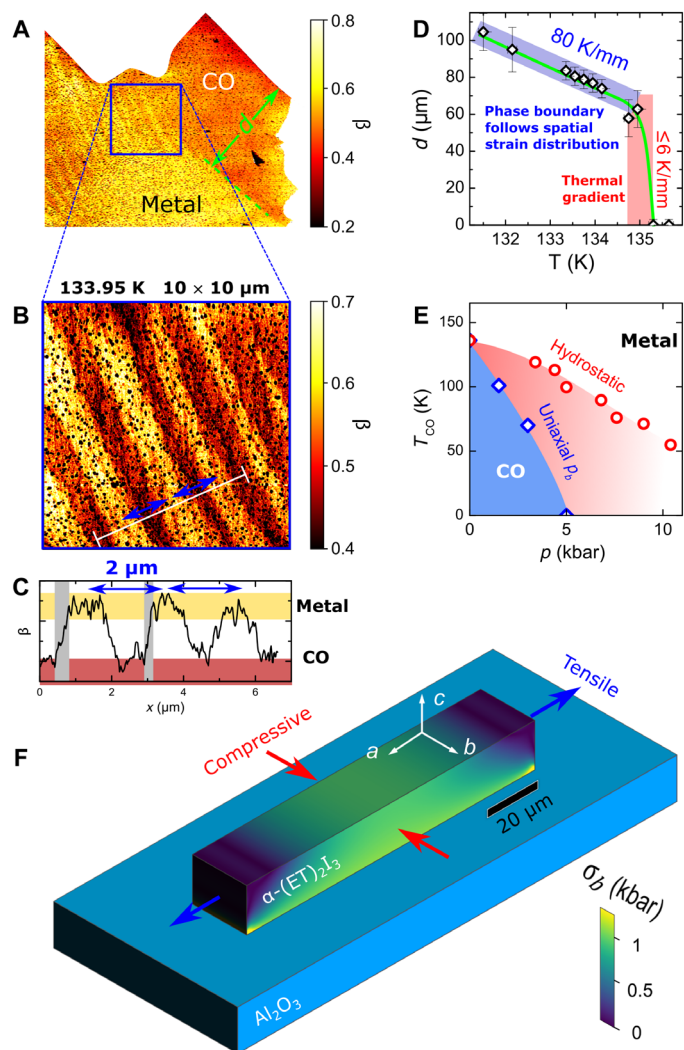 A
CO
d
Metal
0.8
0.6
0.4
0.2
β
D
100
80
60
40
20
0
d (μm)
80 K/mm
Phase boundary
follows spatial
strain distribution
Thermal
gradient
≤6 K/mm
132
133
134
135
T (K)
B
133.95 K 10 × 10 μm
0.7
0.6
0.5
0.4
β
E
150
100
50
0
T_CO (K)
Metal
Hydrostatic
Uniaxial p_b
CO
0
5
10
p (kbar)
C
2 μm
β
Metal
CO
0
2
4
6
x (μm)
F
Compressive
Tensile
c
a
b
20 μm
α-(ET)₂I₃
Al₂O₃
σ_b (kbar)
1
0.5
0